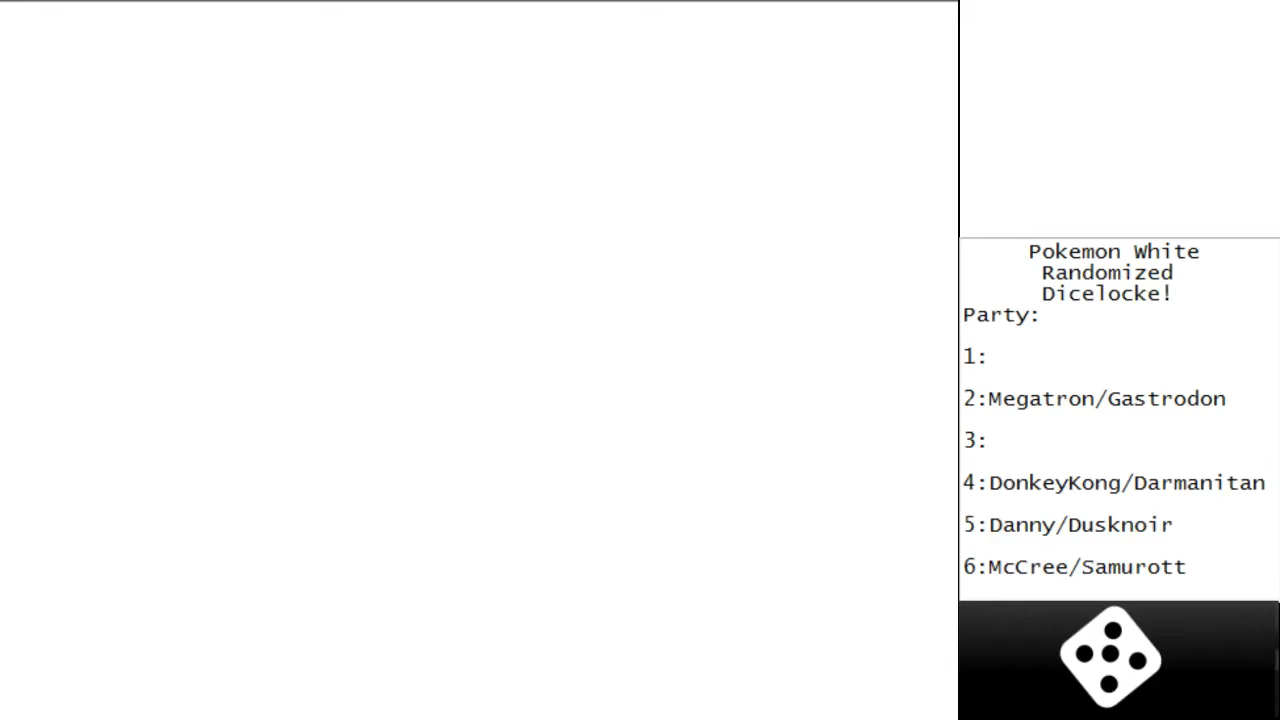 Pokemon White
Randomized
Dicelocke!
Party:
1:
2:Megatron/Gastrodon
3:
4:DonkeyKong/Darmanitan
5:Danny/Dusknoir
6:McCree/Samurott